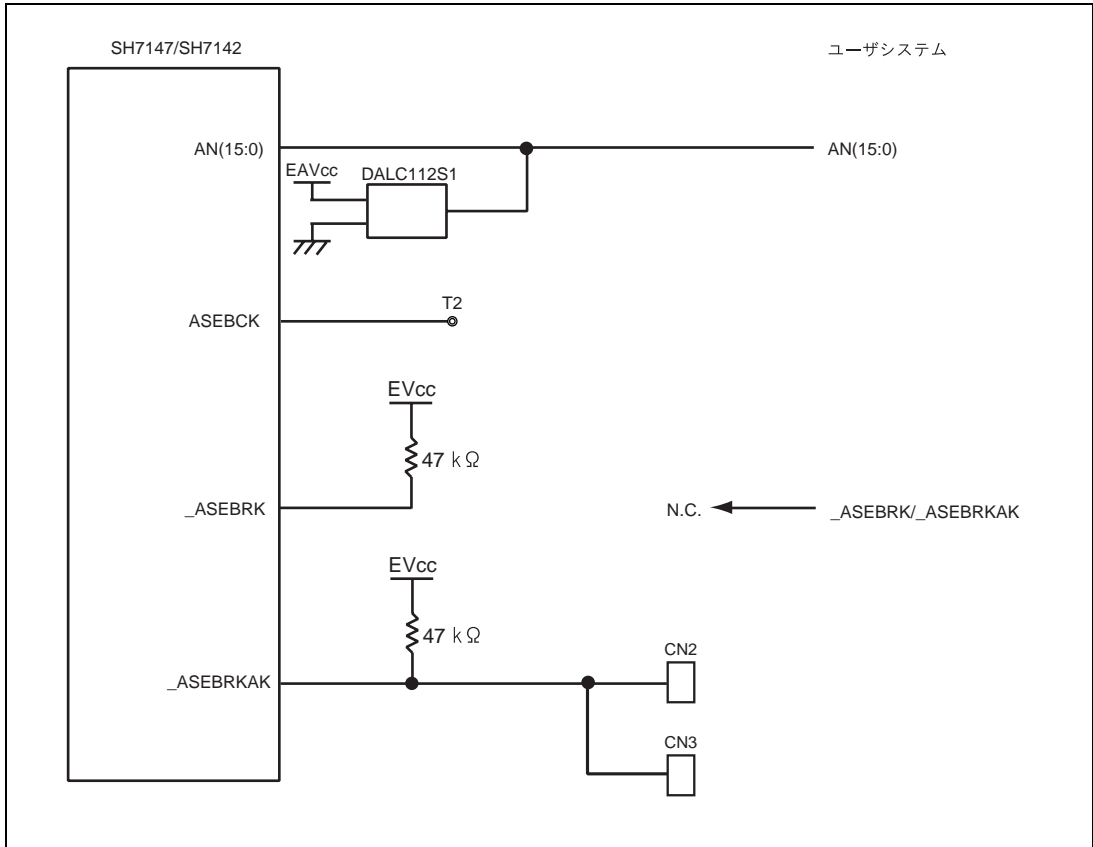 SH7147/SH7142
ユーザシステム
AN(15:0)
AN(15:0)
EAVcc
DALC112S1
ASEBCK
T2
EVcc
47 kΩ
_ASEBRK
N.C.
_ASEBRK/_ASEBRKAK
EVcc
47 kΩ
_ASEBRKAK
CN2
CN3